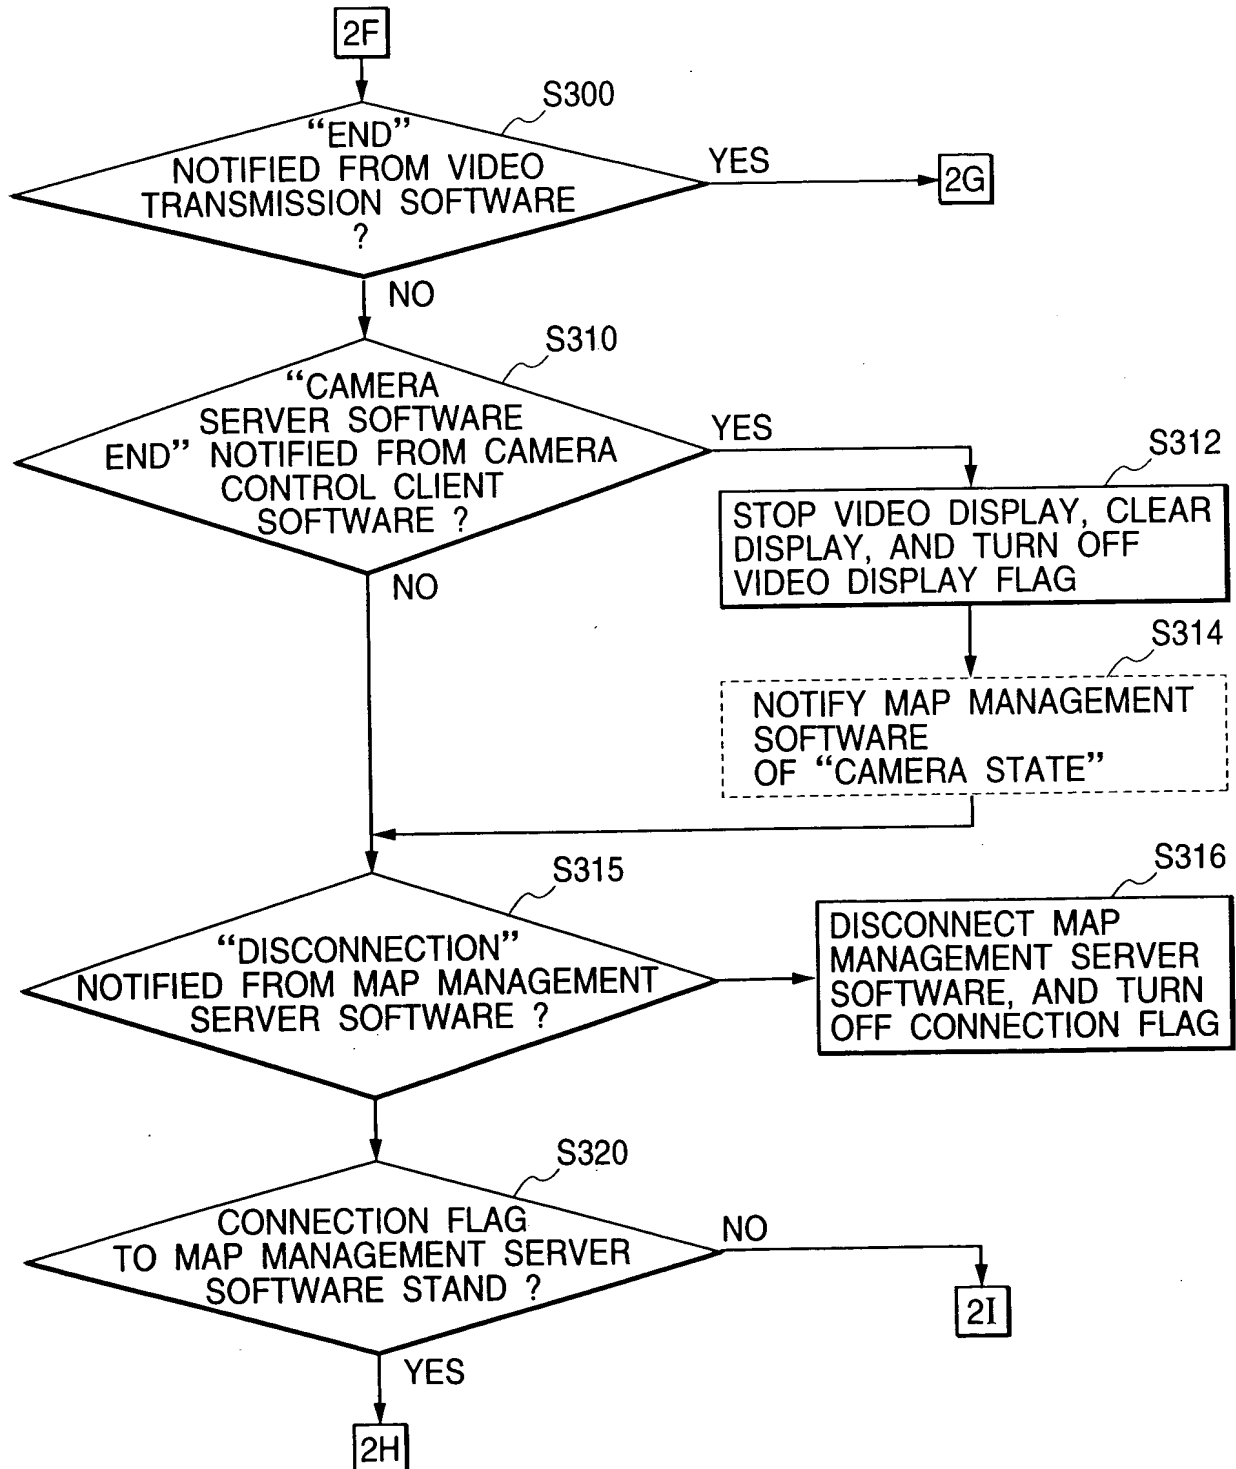 2F
S300
“END”
NOTIFIED FROM VIDEO
TRANSMISSION SOFTWARE
?
YES
2G
NO
S310
“CAMERA
SERVER SOFTWARE
END” NOTIFIED FROM CAMERA
CONTROL CLIENT
SOFTWARE ?
YES
NO
S312
STOP VIDEO DISPLAY, CLEAR
DISPLAY, AND TURN OFF
VIDEO DISPLAY FLAG
S314
NOTIFY MAP MANAGEMENT
SOFTWARE
OF “CAMERA STATE”
S315
“DISCONNECTION”
NOTIFIED FROM MAP MANAGEMENT
SERVER SOFTWARE ?
S316
DISCONNECT MAP
MANAGEMENT SERVER
SOFTWARE, AND TURN
OFF CONNECTION FLAG
S320
CONNECTION FLAG
TO MAP MANAGEMENT SERVER
SOFTWARE STAND ?
NO
2I
YES
2H